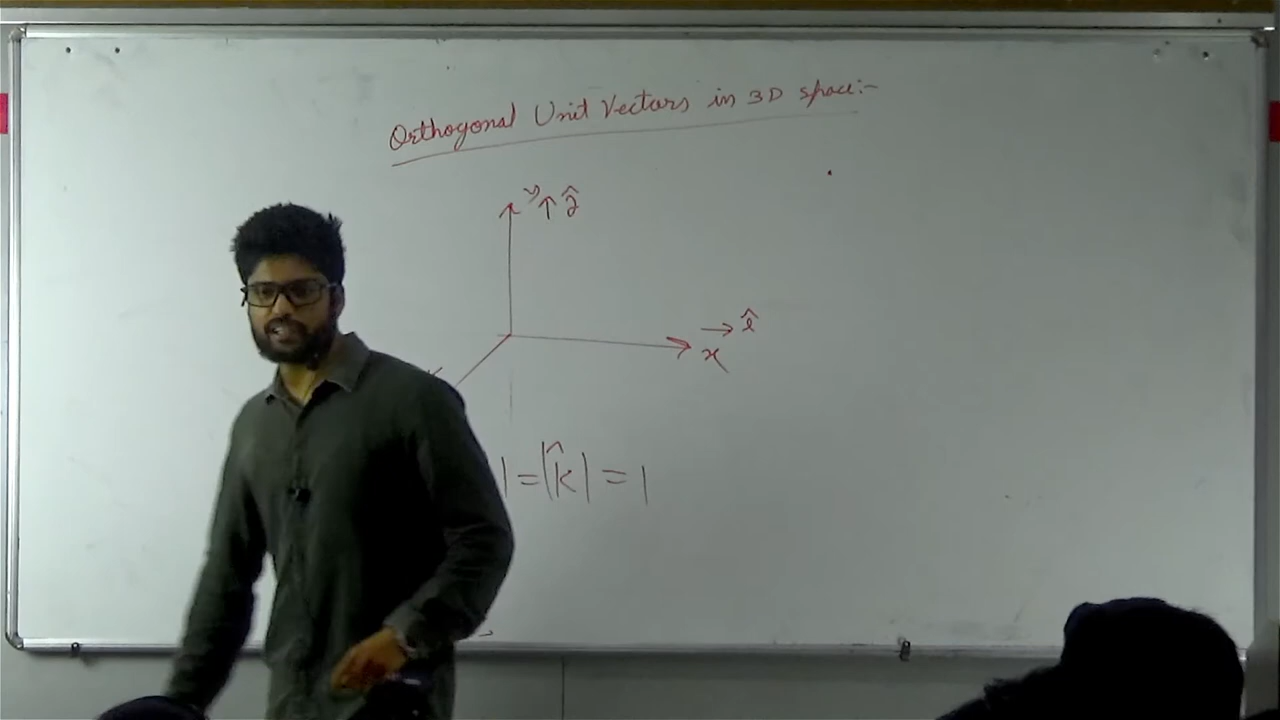 Orthogonal Unit Vectors in 3D space:-
y ↑ ĵ
→ î
x
| = |k̂| = 1